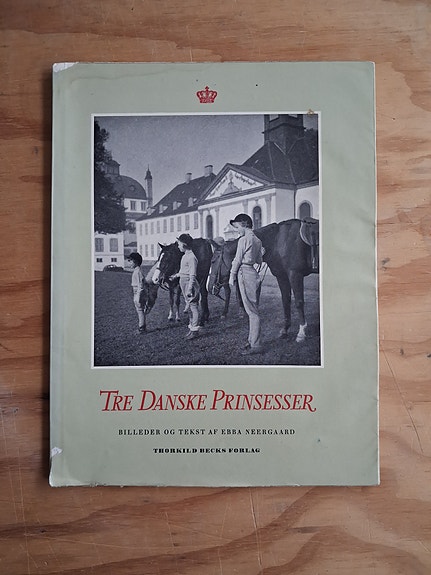 TRE DANSKE PRINSESSER
BILLEDER OG TEKST AF EBBA NEERGAARD
THORKILD BECKS FORLAG